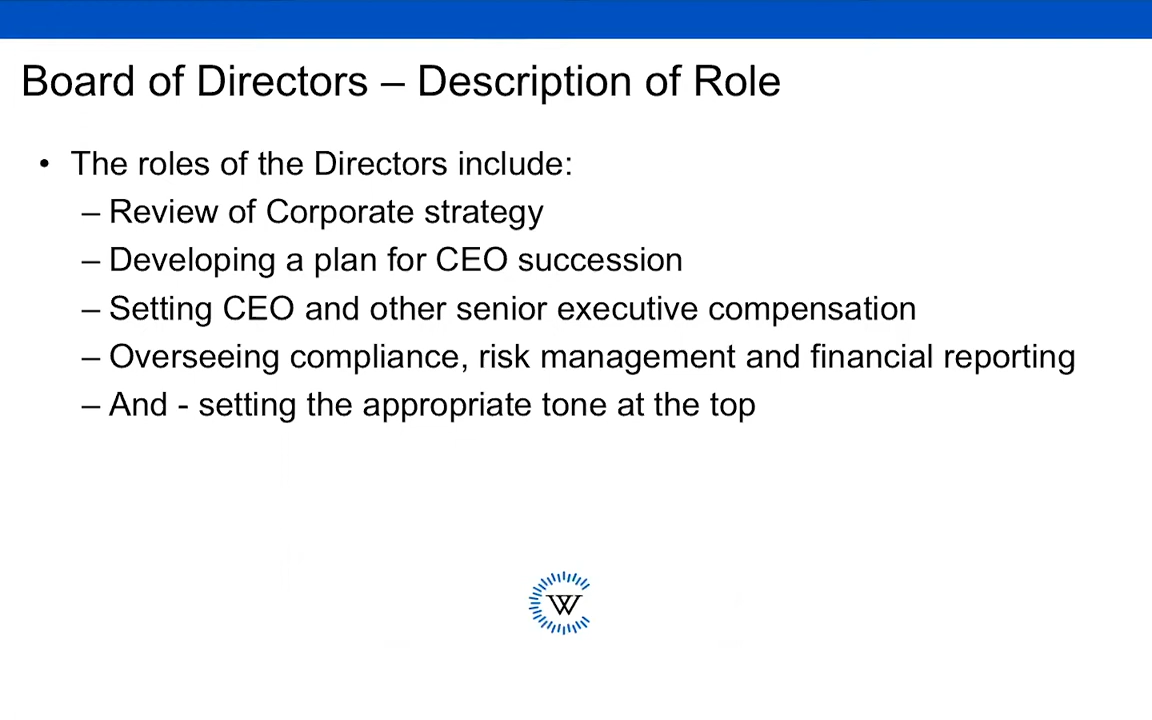 Board of Directors – Description of Role
• The roles of the Directors include:
– Review of Corporate strategy
– Developing a plan for CEO succession
– Setting CEO and other senior executive compensation
– Overseeing compliance, risk management and financial reporting
– And - setting the appropriate tone at the top
W